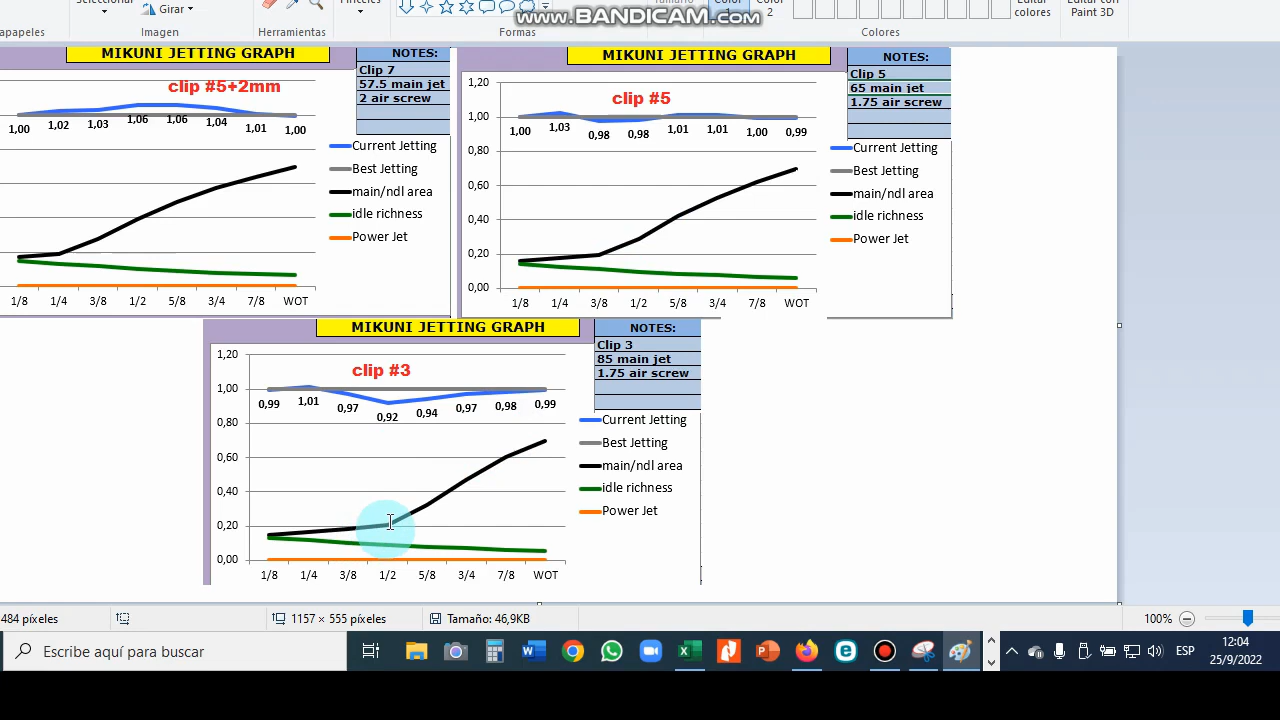 www.BANDICAM.com
Seleccionar
Girar
Pinceles
Tamaño
Color
1
Color
2
Editar
colores
Editar con
Paint 3D
apapeles
Imagen
Herramientas
Formas
Colores
MIKUNI JETTING GRAPH
NOTES:
clip #5+2mm
Clip 7
57.5 main jet
2 air screw
1,00 1,02 1,03 1,06 1,06 1,04 1,01 1,00
Current Jetting
Best Jetting
main/ndl area
idle richness
Power Jet
1/8 1/4 3/8 1/2 5/8 3/4 7/8 WOT
MIKUNI JETTING GRAPH
NOTES:
clip #5
Clip 5
65 main jet
1.75 air screw
1,20
1,00
0,80
0,60
0,40
0,20
0,00
1,00 1,03 0,98 0,98 1,01 1,01 1,00 0,99
Current Jetting
Best Jetting
main/ndl area
idle richness
Power Jet
1/8 1/4 3/8 1/2 5/8 3/4 7/8 WOT
MIKUNI JETTING GRAPH
NOTES:
clip #3
Clip 3
85 main jet
1.75 air screw
1,20
1,00
0,80
0,60
0,40
0,20
0,00
0,99 1,01 0,97 0,92 0,94 0,97 0,98 0,99
Current Jetting
Best Jetting
main/ndl area
idle richness
Power Jet
1/8 1/4 3/8 1/2 5/8 3/4 7/8 WOT
484 píxeles
1157 × 555 píxeles
Tamaño: 46,9KB
100%
Escribe aquí para buscar
ESP
12:04
25/9/2022